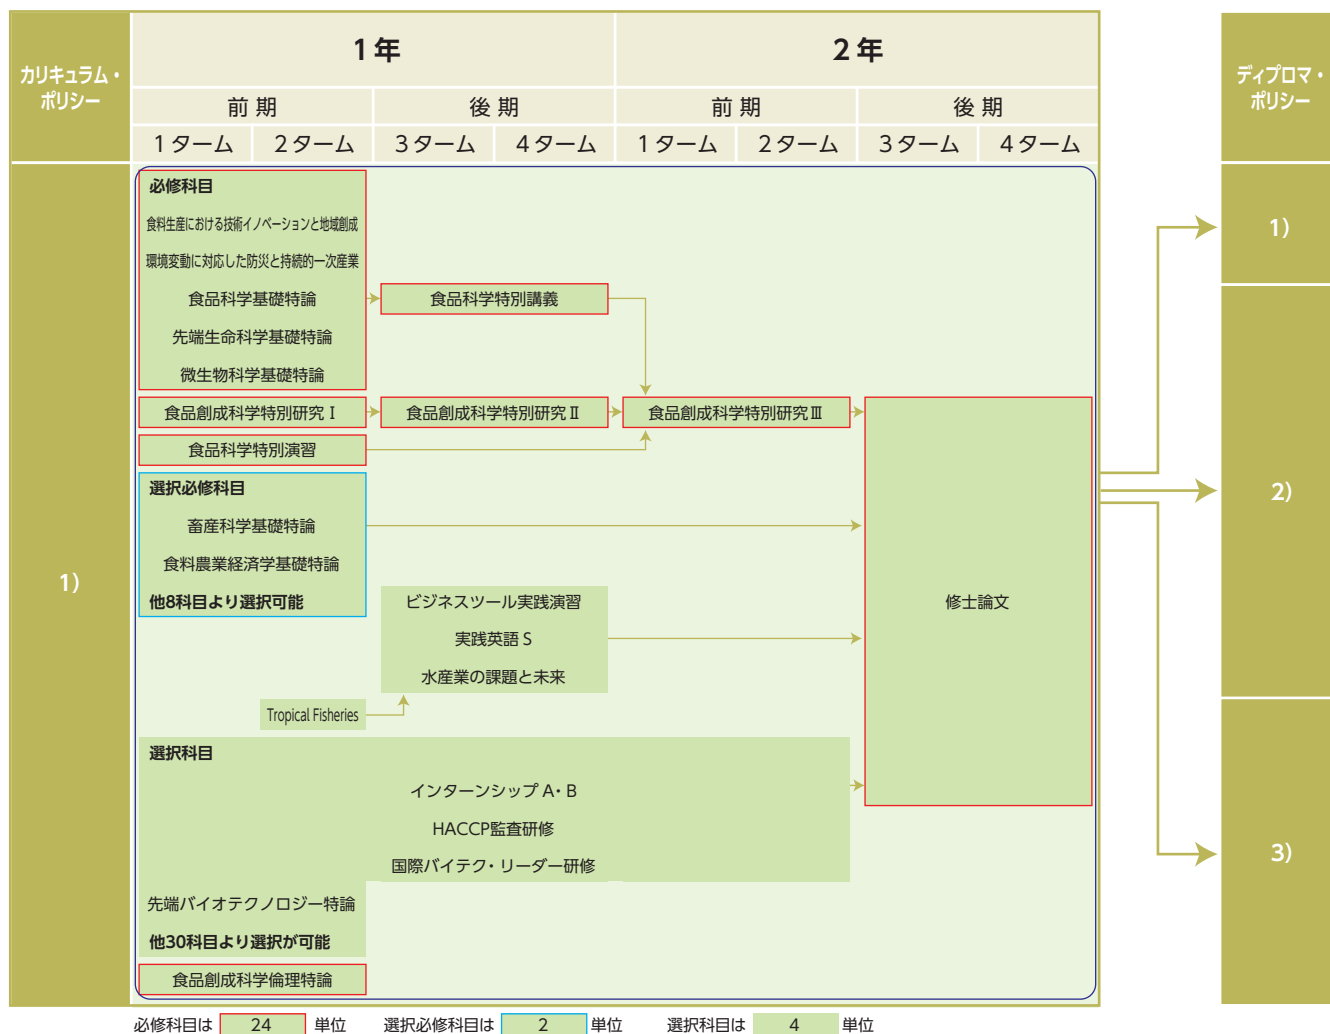 カリキュラム・
ポリシー
1年
2年
ディプロマ・
ポリシー
前 期
後 期
前 期
後 期
1ターム
2ターム
3ターム
4ターム
1ターム
2ターム
3ターム
4ターム
1)
必修科目
食料生産における技術イノベーションと地域創成
環境変動に対応した防災と持続的一次産業
食品科学基礎特論
食品科学特別講義
先端生命科学基礎特論
微生物科学基礎特論
食品創成科学特別研究Ⅰ
食品創成科学特別研究Ⅱ
食品創成科学特別研究Ⅲ
食品科学特別演習
選択必修科目
畜産科学基礎特論
食料農業経済学基礎特論
他8科目より選択可能
ビジネスツール実践演習
実践英語 S
水産業の課題と未来
Tropical Fisheries
修士論文
選択科目
インターンシップ A・B
HACCP監査研修
国際バイテク・リーダー研修
先端バイオテクノロジー特論
他30科目より選択が可能
食品創成科学倫理特論
1)
2)
3)
必修科目は 24 単位 選択必修科目は 2 単位 選択科目は 4 単位